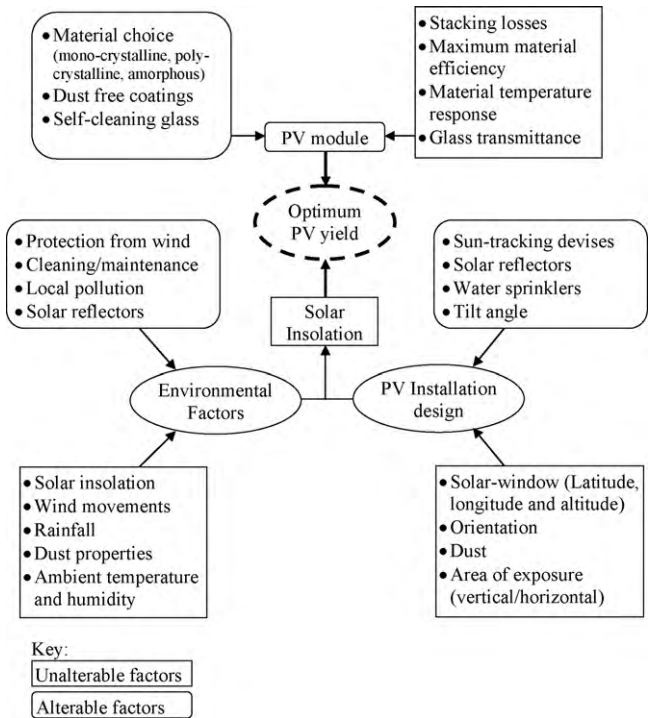 ● Material choice
(mono-crystalline, poly-
crystalline, amorphous)
● Dust free coatings
● Self-cleaning glass
● Stacking losses
● Maximum material
efficiency
● Material temperature
response
● Glass transmittance
PV module
Optimum
PV yield
● Protection from wind
● Cleaning/maintenance
● Local pollution
● Solar reflectors
● Sun-tracking devises
● Solar reflectors
● Water sprinklers
● Tilt angle
Solar
Insolation
Environmental
Factors
PV Installation
design
● Solar insolation
● Wind movements
● Rainfall
● Dust properties
● Ambient temperature
and humidity
● Solar-window (Latitude,
longitude and altitude)
● Orientation
● Dust
● Area of exposure
(vertical/horizontal)
Key:
Unalterable factors
Alterable factors